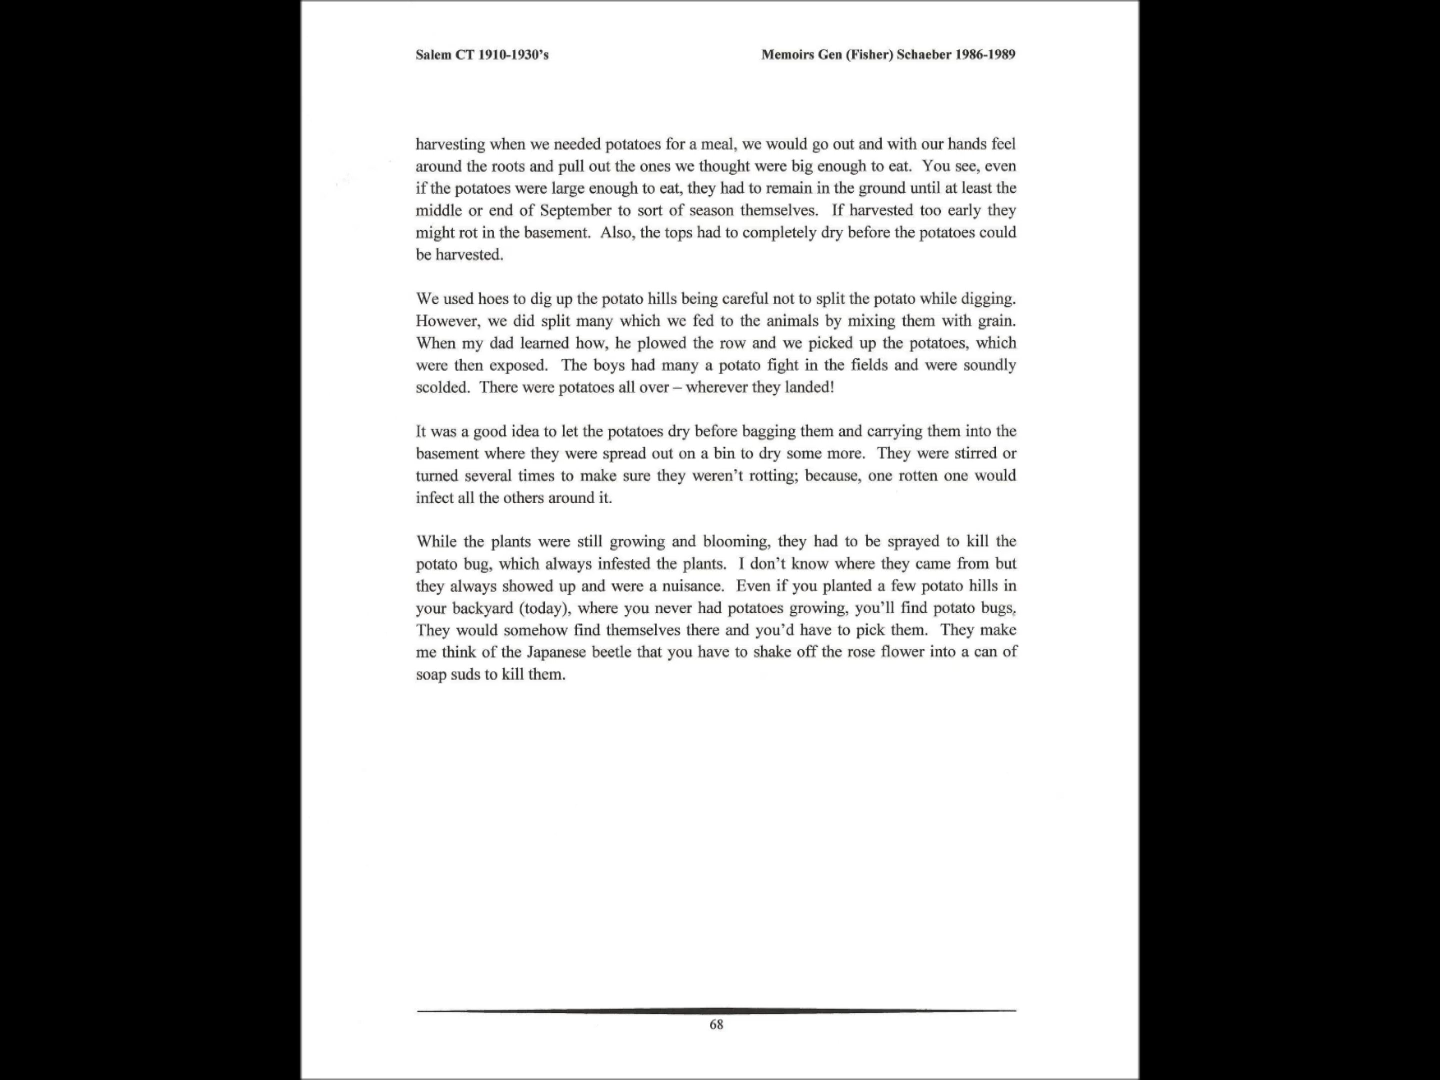 Salem CT 1910-1930's
Memoirs Gen (Fisher) Schaeber 1986-1989
harvesting when we needed potatoes for a meal, we would go out and with our hands feel
around the roots and pull out the ones we thought were big enough to eat. You see, even
if the potatoes were large enough to eat, they had to remain in the ground until at least the
middle or end of September to sort of season themselves. If harvested too early they
might rot in the basement. Also, the tops had to completely dry before the potatoes could
be harvested.
We used hoes to dig up the potato hills being careful not to split the potato while digging.
However, we did split many which we fed to the animals by mixing them with grain.
When my dad learned how, he plowed the row and we picked up the potatoes, which
were then exposed. The boys had many a potato fight in the fields and were soundly
scolded. There were potatoes all over – wherever they landed!
It was a good idea to let the potatoes dry before bagging them and carrying them into the
basement where they were spread out on a bin to dry some more. They were stirred or
turned several times to make sure they weren't rotting; because, one rotten one would
infect all the others around it.
While the plants were still growing and blooming, they had to be sprayed to kill the
potato bug, which always infested the plants. I don't know where they came from but
they always showed up and were a nuisance. Even if you planted a few potato hills in
your backyard (today), where you never had potatoes growing, you'll find potato bugs.
They would somehow find themselves there and you'd have to pick them. They make
me think of the Japanese beetle that you have to shake off the rose flower into a can of
soap suds to kill them.
68